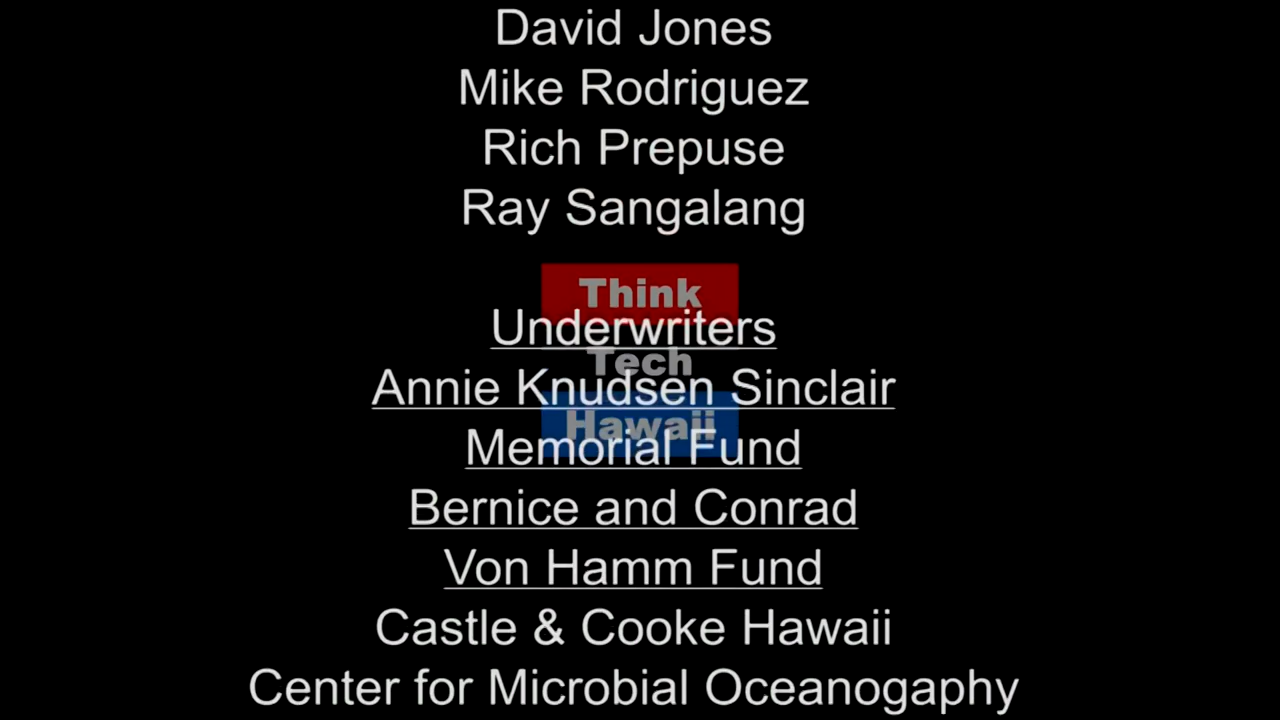 David Jones
Mike Rodriguez
Rich Prepuse
Ray Sangalang
Think
Underwriters
Tech
Annie Knudsen Sinclair
Hawaii
Memorial Fund
Bernice and Conrad
Von Hamm Fund
Castle & Cooke Hawaii
Center for Microbial Oceanogaphy